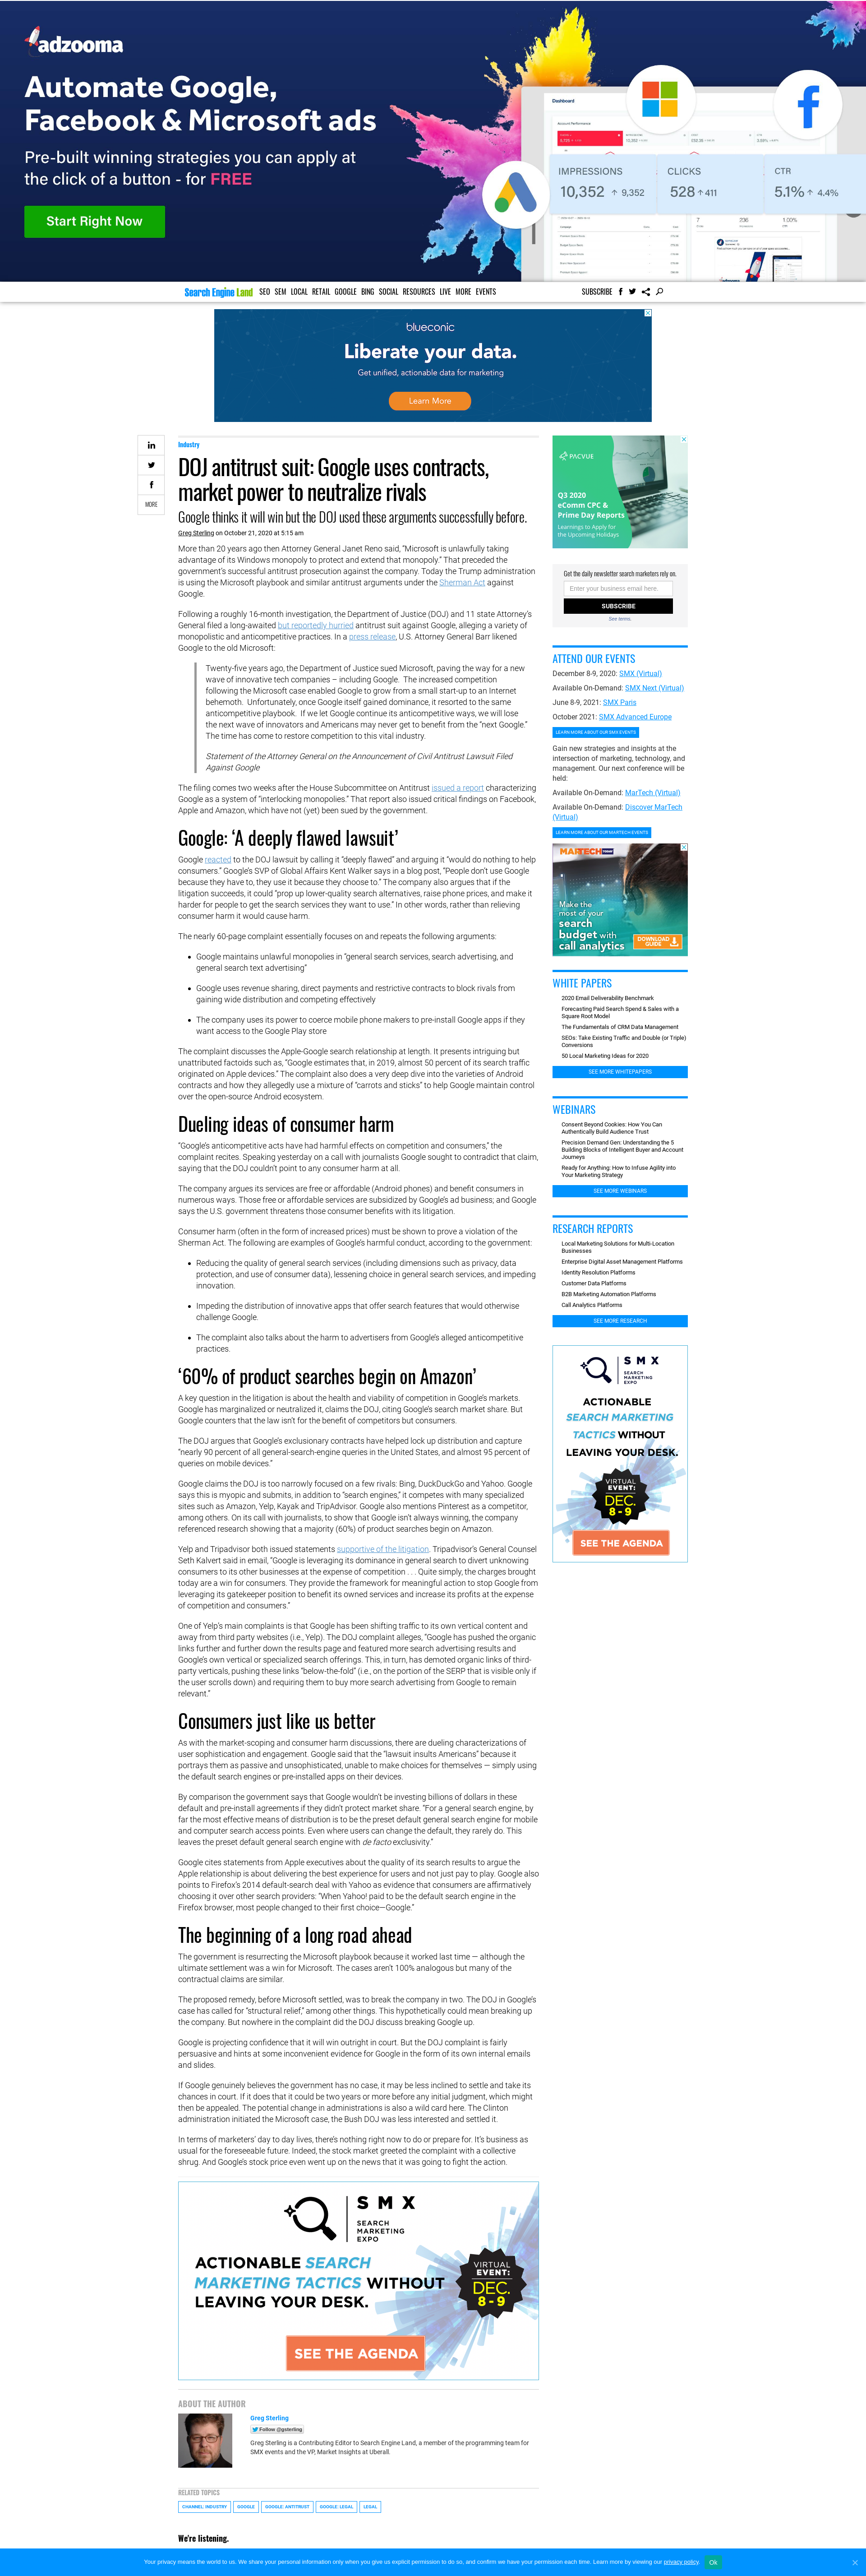 adzooma
Automate Google,
Facebook & Microsoft ads
Pre-built winning strategies you can apply at
the click of a button - for FREE
Start Right Now
Dashboard
Account Performance
IMPRESSIONS
10,352 ↑ 9,352
CLICKS
528 ↑ 411
CTR
5.1% ↑ 4.4%
Search Engine Land SEO SEM LOCAL RETAIL GOOGLE BING SOCIAL RESOURCES LIVE MORE EVENTS SUBSCRIBE
blueconic
Liberate your data.
Get unified, actionable data for marketing
Learn More
MORE
Industry
DOJ antitrust suit: Google uses contracts,
market power to neutralize rivals
Google thinks it will win but the DOJ used these arguments successfully before.
Greg Sterling on October 21, 2020 at 5:15 am
More than 20 years ago then Attorney General Janet Reno said, “Microsoft is unlawfully taking
advantage of its Windows monopoly to protect and extend that monopoly.” That preceded the
government’s successful antitrust prosecution against the company. Today the Trump administration
is using the Microsoft playbook and similar antitrust arguments under the Sherman Act against
Google.
Following a roughly 16-month investigation, the Department of Justice (DOJ) and 11 state Attorney’s
General filed a long-awaited but reportedly hurried antitrust suit against Google, alleging a variety of
monopolistic and anticompetitive practices. In a press release, U.S. Attorney General Barr likened
Google to the old Microsoft:
Twenty-five years ago, the Department of Justice sued Microsoft, paving the way for a new
wave of innovative tech companies – including Google. The increased competition
following the Microsoft case enabled Google to grow from a small start-up to an Internet
behemoth. Unfortunately, once Google itself gained dominance, it resorted to the same
anticompetitive playbook. If we let Google continue its anticompetitive ways, we will lose
the next wave of innovators and Americans may never get to benefit from the “next Google.”
The time has come to restore competition to this vital industry.
Statement of the Attorney General on the Announcement of Civil Antitrust Lawsuit Filed
Against Google
The filing comes two weeks after the House Subcommittee on Antitrust issued a report characterizing
Google as a system of “interlocking monopolies.” That report also issued critical findings on Facebook,
Apple and Amazon, which have not (yet) been sued by the government.
Google: ‘A deeply flawed lawsuit’
Google reacted to the DOJ lawsuit by calling it “deeply flawed” and arguing it “would do nothing to help
consumers.” Google’s SVP of Global Affairs Kent Walker says in a blog post, “People don’t use Google
because they have to, they use it because they choose to.” The company also argues that if the
litigation succeeds, it could “prop up lower-quality search alternatives, raise phone prices, and make it
harder for people to get the search services they want to use.” In other words, rather than relieving
consumer harm it would cause harm.
The nearly 60-page complaint essentially focuses on and repeats the following arguments:
Google maintains unlawful monopolies in “general search services, search advertising, and
general search text advertising”
Google uses revenue sharing, direct payments and restrictive contracts to block rivals from
gaining wide distribution and competing effectively
The company uses its power to coerce mobile phone makers to pre-install Google apps if they
want access to the Google Play store
The complaint discusses the Apple-Google search relationship at length. It presents intriguing but
unattributed factoids such as, “Google estimates that, in 2019, almost 50 percent of its search traffic
originated on Apple devices.” The complaint also does a very deep dive into the varieties of Android
contracts and how they allegedly use a mixture of “carrots and sticks” to help Google maintain control
over the open-source Android ecosystem.
Dueling ideas of consumer harm
“Google’s anticompetitive acts have had harmful effects on competition and consumers,” the
complaint recites. Speaking yesterday on a call with journalists Google sought to contradict that claim,
saying that the DOJ couldn’t point to any consumer harm at all.
The company argues its services are free or affordable (Android phones) and benefit consumers in
numerous ways. Those free or affordable services are subsidized by Google’s ad business; and Google
says the U.S. government threatens those consumer benefits with its litigation.
Consumer harm (often in the form of increased prices) must be shown to prove a violation of the
Sherman Act. The following are examples of Google’s harmful conduct, according to the government:
Reducing the quality of general search services (including dimensions such as privacy, data
protection, and use of consumer data), lessening choice in general search services, and impeding
innovation.
Impeding the distribution of innovative apps that offer search features that would otherwise
challenge Google.
The complaint also talks about the harm to advertisers from Google’s alleged anticompetitive
practices.
‘60% of product searches begin on Amazon’
A key question in the litigation is about the health and viability of competition in Google’s markets.
Google has marginalized or neutralized it, claims the DOJ, citing Google’s search market share. But
Google counters that the law isn’t for the benefit of competitors but consumers.
The DOJ argues that Google’s exclusionary contracts have helped lock up distribution and capture
“nearly 90 percent of all general-search-engine queries in the United States, and almost 95 percent of
queries on mobile devices.”
Google claims the DOJ is too narrowly focused on a few rivals: Bing, DuckDuckGo and Yahoo. Google
says this is myopic and submits, in addition to “search engines,” it competes with many specialized
sites such as Amazon, Yelp, Kayak and TripAdvisor. Google also mentions Pinterest as a competitor,
among others. On its call with journalists, to show that Google isn’t always winning, the company
referenced research showing that a majority (60%) of product searches begin on Amazon.
Yelp and Tripadvisor both issued statements supportive of the litigation. Tripadvisor’s General Counsel
Seth Kalvert said in email, “Google is leveraging its dominance in general search to divert unknowing
consumers to its other businesses at the expense of competition . . . Quite simply, the charges brought
today are a win for consumers. They provide the framework for meaningful action to stop Google from
leveraging its gatekeeper position to benefit its owned services and increase its profits at the expense
of competition and consumers.”
One of Yelp’s main complaints is that Google has been shifting traffic to its own vertical content and
away from third party websites (i.e., Yelp). The DOJ complaint alleges, “Google has pushed the organic
links further and further down the results page and featured more search advertising results and
Google’s own vertical or specialized search offerings. This, in turn, has demoted organic links of third-
party verticals, pushing these links “below-the-fold” (i.e., on the portion of the SERP that is visible only if
the user scrolls down) and requiring them to buy more search advertising from Google to remain
relevant.”
Consumers just like us better
As with the market-scoping and consumer harm discussions, there are dueling characterizations of
user sophistication and engagement. Google said that the “lawsuit insults Americans” because it
portrays them as passive and unsophisticated, unable to make choices for themselves — simply using
the default search engines or pre-installed apps on their devices.
By comparison the government says that Google wouldn’t be investing billions of dollars in these
default and pre-install agreements if they didn’t protect market share. “For a general search engine, by
far the most effective means of distribution is to be the preset default general search engine for mobile
and computer search access points. Even where users can change the default, they rarely do. This
leaves the preset default general search engine with de facto exclusivity.”
Google cites statements from Apple executives about the quality of its search results to argue the
Apple relationship is about delivering the best experience for users and not just pay to play. Google also
points to Firefox’s 2014 default-search deal with Yahoo as evidence that consumers are affirmatively
choosing it over other search providers: “When Yahoo! paid to be the default search engine in the
Firefox browser, most people changed to their first choice—Google.”
The beginning of a long road ahead
The government is resurrecting the Microsoft playbook because it worked last time — although the
ultimate settlement was a win for Microsoft. The cases aren’t 100% analogous but many of the
contractual claims are similar.
The proposed remedy, before Microsoft settled, was to break the company in two. The DOJ in Google’s
case has called for “structural relief,” among other things. This hypothetically could mean breaking up
the company. But nowhere in the complaint did the DOJ discuss breaking Google up.
Google is projecting confidence that it will win outright in court. But the DOJ complaint is fairly
persuasive and hints at some inconvenient evidence for Google in the form of its own internal emails
and slides.
If Google genuinely believes the government has no case, it may be less inclined to settle and take its
chances in court. If it does that it could be two years or more before any initial judgment, which might
then be appealed. The potential change in administrations is also a wild card here. The Clinton
administration initiated the Microsoft case, the Bush DOJ was less interested and settled it.
In terms of marketers’ day to day lives, there’s nothing right now to do or prepare for. It’s business as
usual for the foreseeable future. Indeed, the stock market greeted the complaint with a collective
shrug. And Google’s stock price even went up on the news that it was going to fight the action.
SMX
SEARCH
MARKETING
EXPO
ACTIONABLE SEARCH
MARKETING TACTICS WITHOUT
LEAVING YOUR DESK.
VIRTUAL
EVENT:
DEC.
8-9
SEE THE AGENDA
ABOUT THE AUTHOR
Greg Sterling
Follow @gsterling
Greg Sterling is a Contributing Editor to Search Engine Land, a member of the programming team for
SMX events and the VP, Market Insights at Uberall.
RELATED TOPICS
CHANNEL: INDUSTRY GOOGLE GOOGLE: ANTITRUST GOOGLE: LEGAL LEGAL
We're listening.
PACVUE
Q3 2020
eComm CPC &
Prime Day Reports
Learnings to Apply for
the Upcoming Holidays
Get the daily newsletter search marketers rely on.
Enter your business email here.
SUBSCRIBE
See terms.
ATTEND OUR EVENTS
December 8-9, 2020: SMX (Virtual)
Available On-Demand: SMX Next (Virtual)
June 8-9, 2021: SMX Paris
October 2021: SMX Advanced Europe
LEARN MORE ABOUT OUR SMX EVENTS
Gain new strategies and insights at the
intersection of marketing, technology, and
management. Our next conference will be
held:
Available On-Demand: MarTech (Virtual)
Available On-Demand: Discover MarTech
(Virtual)
LEARN MORE ABOUT OUR MARTECH EVENTS
MARTECH TODAY
Make the
most of your
search
budget with
call analytics
DOWNLOAD
GUIDE
WHITE PAPERS
2020 Email Deliverability Benchmark
Forecasting Paid Search Spend & Sales with a
Square Root Model
The Fundamentals of CRM Data Management
SEOs: Take Existing Traffic and Double (or Triple)
Conversions
50 Local Marketing Ideas for 2020
SEE MORE WHITEPAPERS
WEBINARS
Consent Beyond Cookies: How You Can
Authentically Build Audience Trust
Precision Demand Gen: Understanding the 5
Building Blocks of Intelligent Buyer and Account
Journeys
Ready for Anything: How to Infuse Agility into
Your Marketing Strategy
SEE MORE WEBINARS
RESEARCH REPORTS
Local Marketing Solutions for Multi-Location
Businesses
Enterprise Digital Asset Management Platforms
Identity Resolution Platforms
Customer Data Platforms
B2B Marketing Automation Platforms
Call Analytics Platforms
SEE MORE RESEARCH
SMX
SEARCH
MARKETING
EXPO
ACTIONABLE
SEARCH MARKETING
TACTICS WITHOUT
LEAVING YOUR DESK.
VIRTUAL
EVENT:
DEC.
8-9
SEE THE AGENDA
Your privacy means the world to us. We share your personal information only when you give us explicit permission to do so, and confirm we have your permission each time. Learn more by viewing our privacy policy. Ok